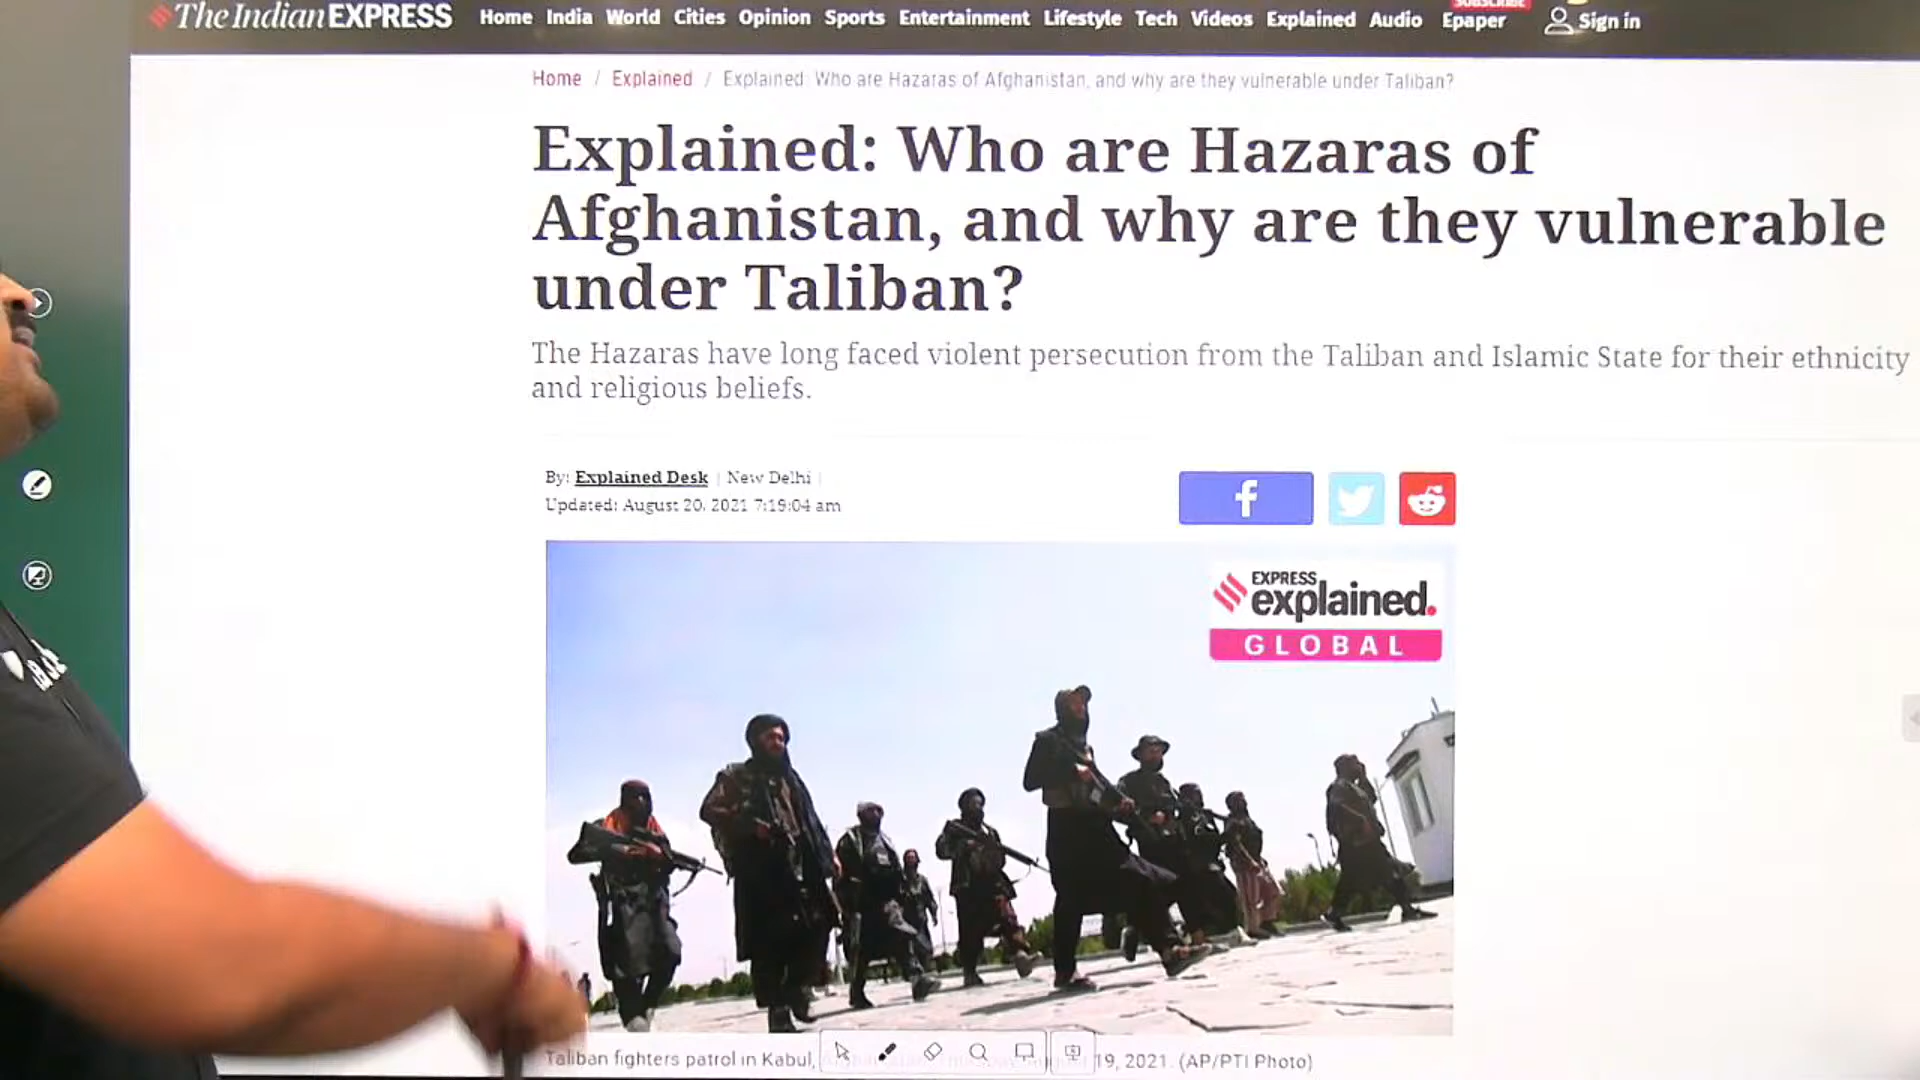 The Indian EXPRESS
Home India World Cities Opinion Sports Entertainment Lifestyle Tech Videos Explained Audio Epaper SUBSCRIBE Sign in
Home / Explained / Explained: Who are Hazaras of Afghanistan, and why are they vulnerable under Taliban?
Explained: Who are Hazaras of
Afghanistan, and why are they vulnerable
under Taliban?
The Hazaras have long faced violent persecution from the Taliban and Islamic State for their ethnicity
and religious beliefs.
By: Explained Desk | New Delhi |
Updated: August 20, 2021 7:19:04 am
EXPRESS
explained.
GLOBAL
Taliban fighters patrol in Kabul, 19, 2021. (AP/PTI Photo)